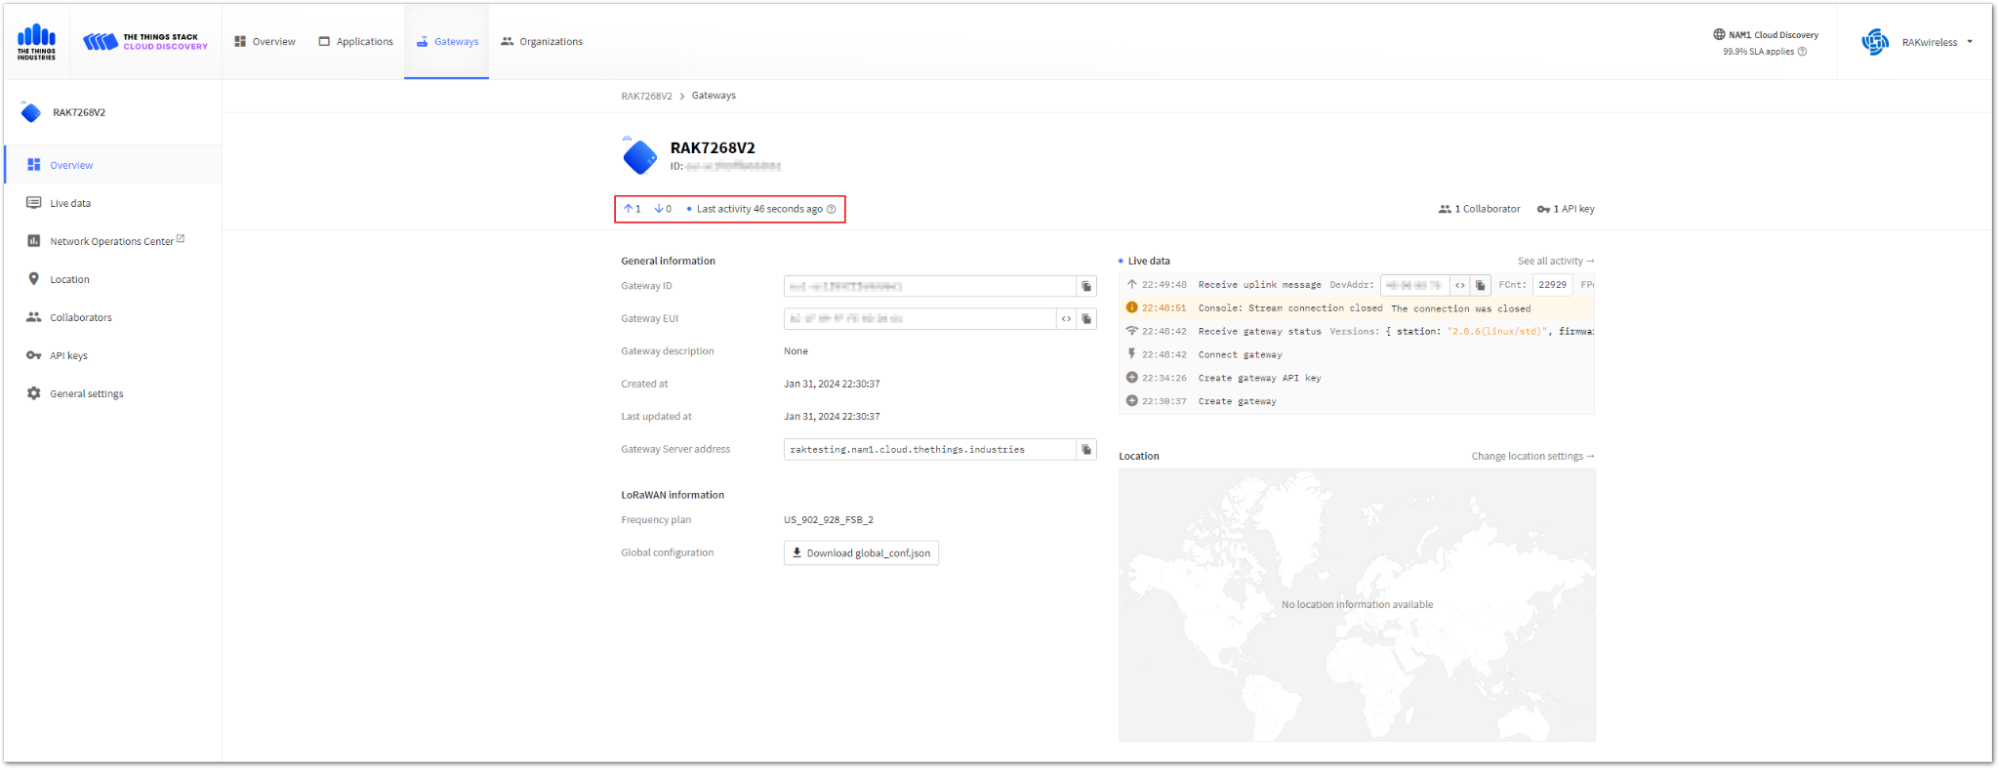 THE THINGS INDUSTRIES
THE THINGS STACK
CLOUD DISCOVERY
Overview
Applications
Gateways
Organizations
NAM1 Cloud Discovery
99.9% SLA applies
RAKwireless
RAK7268V2
Overview
Live data
Network Operations Center
Location
Collaborators
API keys
General settings
RAK7268V2 > Gateways
RAK7268V2
ID:
↑ 1 ↓ 0 • Last activity 46 seconds ago
1 Collaborator
1 API key
General information
Gateway ID
Gateway EUI
Gateway description None
Created at Jan 31, 2024 22:30:37
Last updated at Jan 31, 2024 22:30:37
Gateway Server address raktesting.nam1.cloud.thethings.industries
LoRaWAN information
Frequency plan US_902_928_FSB_2
Global configuration Download global_conf.json
• Live data See all activity →
22:49:48 Receive uplink message DevAddr: <> FCnt: 22929 FP
22:48:51 Console: Stream connection closed The connection was closed
22:48:42 Receive gateway status Versions: { station: "2.0.6(linux/std)", firmwa
22:48:42 Connect gateway
22:34:26 Create gateway API key
22:30:37 Create gateway
Location Change location settings →
No location information available